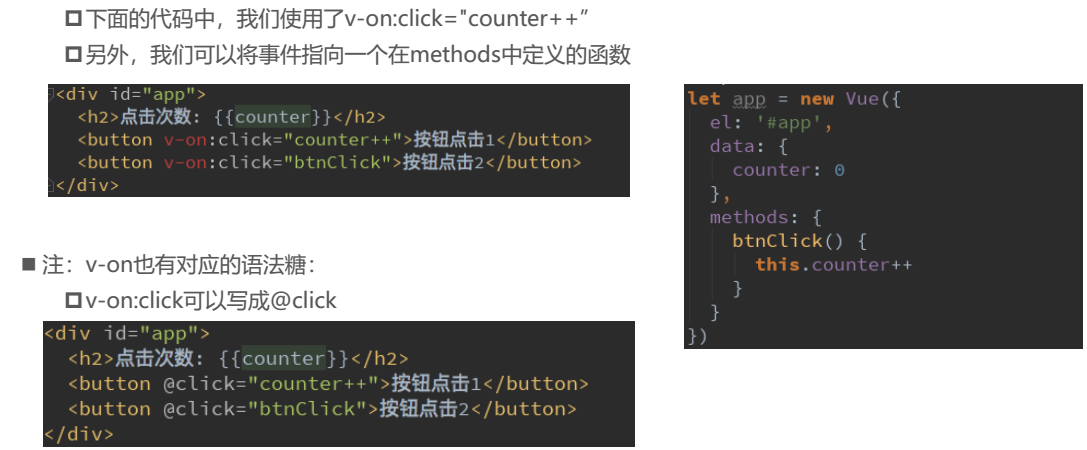 下面的代码中，我们使用了v-on:click="counter++”
另外，我们可以将事件指向一个在methods中定义的函数
<div id="app">
<h2>点击次数: {{counter}}</h2>
<button v-on:click="counter++">按钮点击1</button>
<button v-on:click="btnClick">按钮点击2</button>
</div>
let app = new Vue({
el: '#app',
data: {
counter: 0
},
methods: {
btnClick() {
this.counter++
}
}
})
注：v-on也有对应的语法糖：
v-on:click可以写成@click
<div id="app">
<h2>点击次数: {{counter}}</h2>
<button @click="counter++">按钮点击1</button>
<button @click="btnClick">按钮点击2</button>
</div>